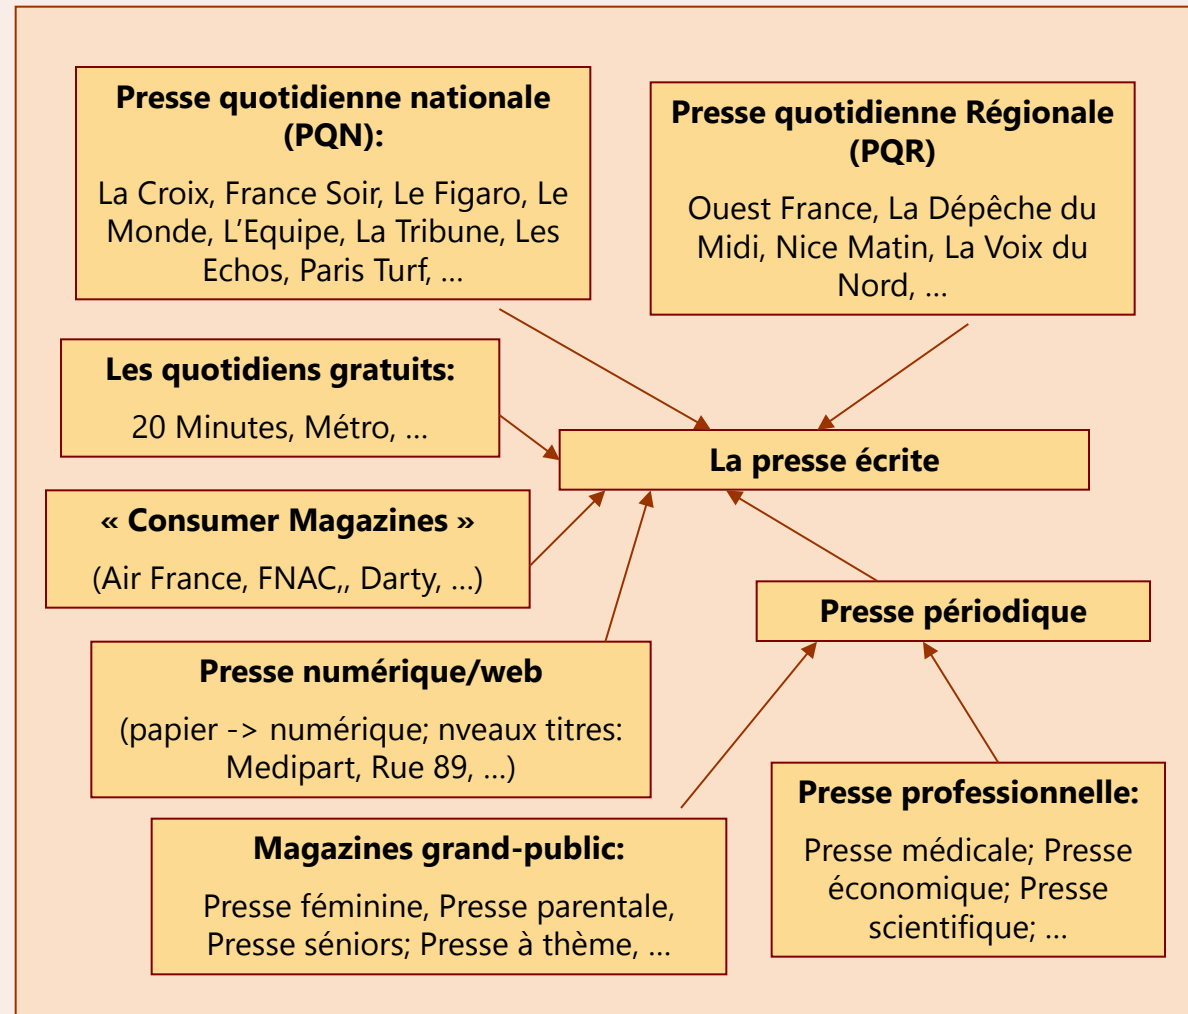 Presse quotidienne nationale
(PQN):
La Croix, France Soir, Le Figaro, Le
Monde, L’Equipe, La Tribune, Les
Echos, Paris Turf, ...
Presse quotidienne Régionale
(PQR)
Ouest France, La Dépêche du
Midi, Nice Matin, La Voix du
Nord, ...
Les quotidiens gratuits:
20 Minutes, Métro, ...
La presse écrite
« Consumer Magazines »
(Air France, FNAC,, Darty, ...)
Presse périodique
Presse numérique/web
(papier -> numérique; nveaux titres:
Medipart, Rue 89, ...)
Presse professionnelle:
Presse médicale; Presse
économique; Presse
scientifique; ...
Magazines grand-public:
Presse féminine, Presse parentale,
Presse séniors; Presse à thème, ...